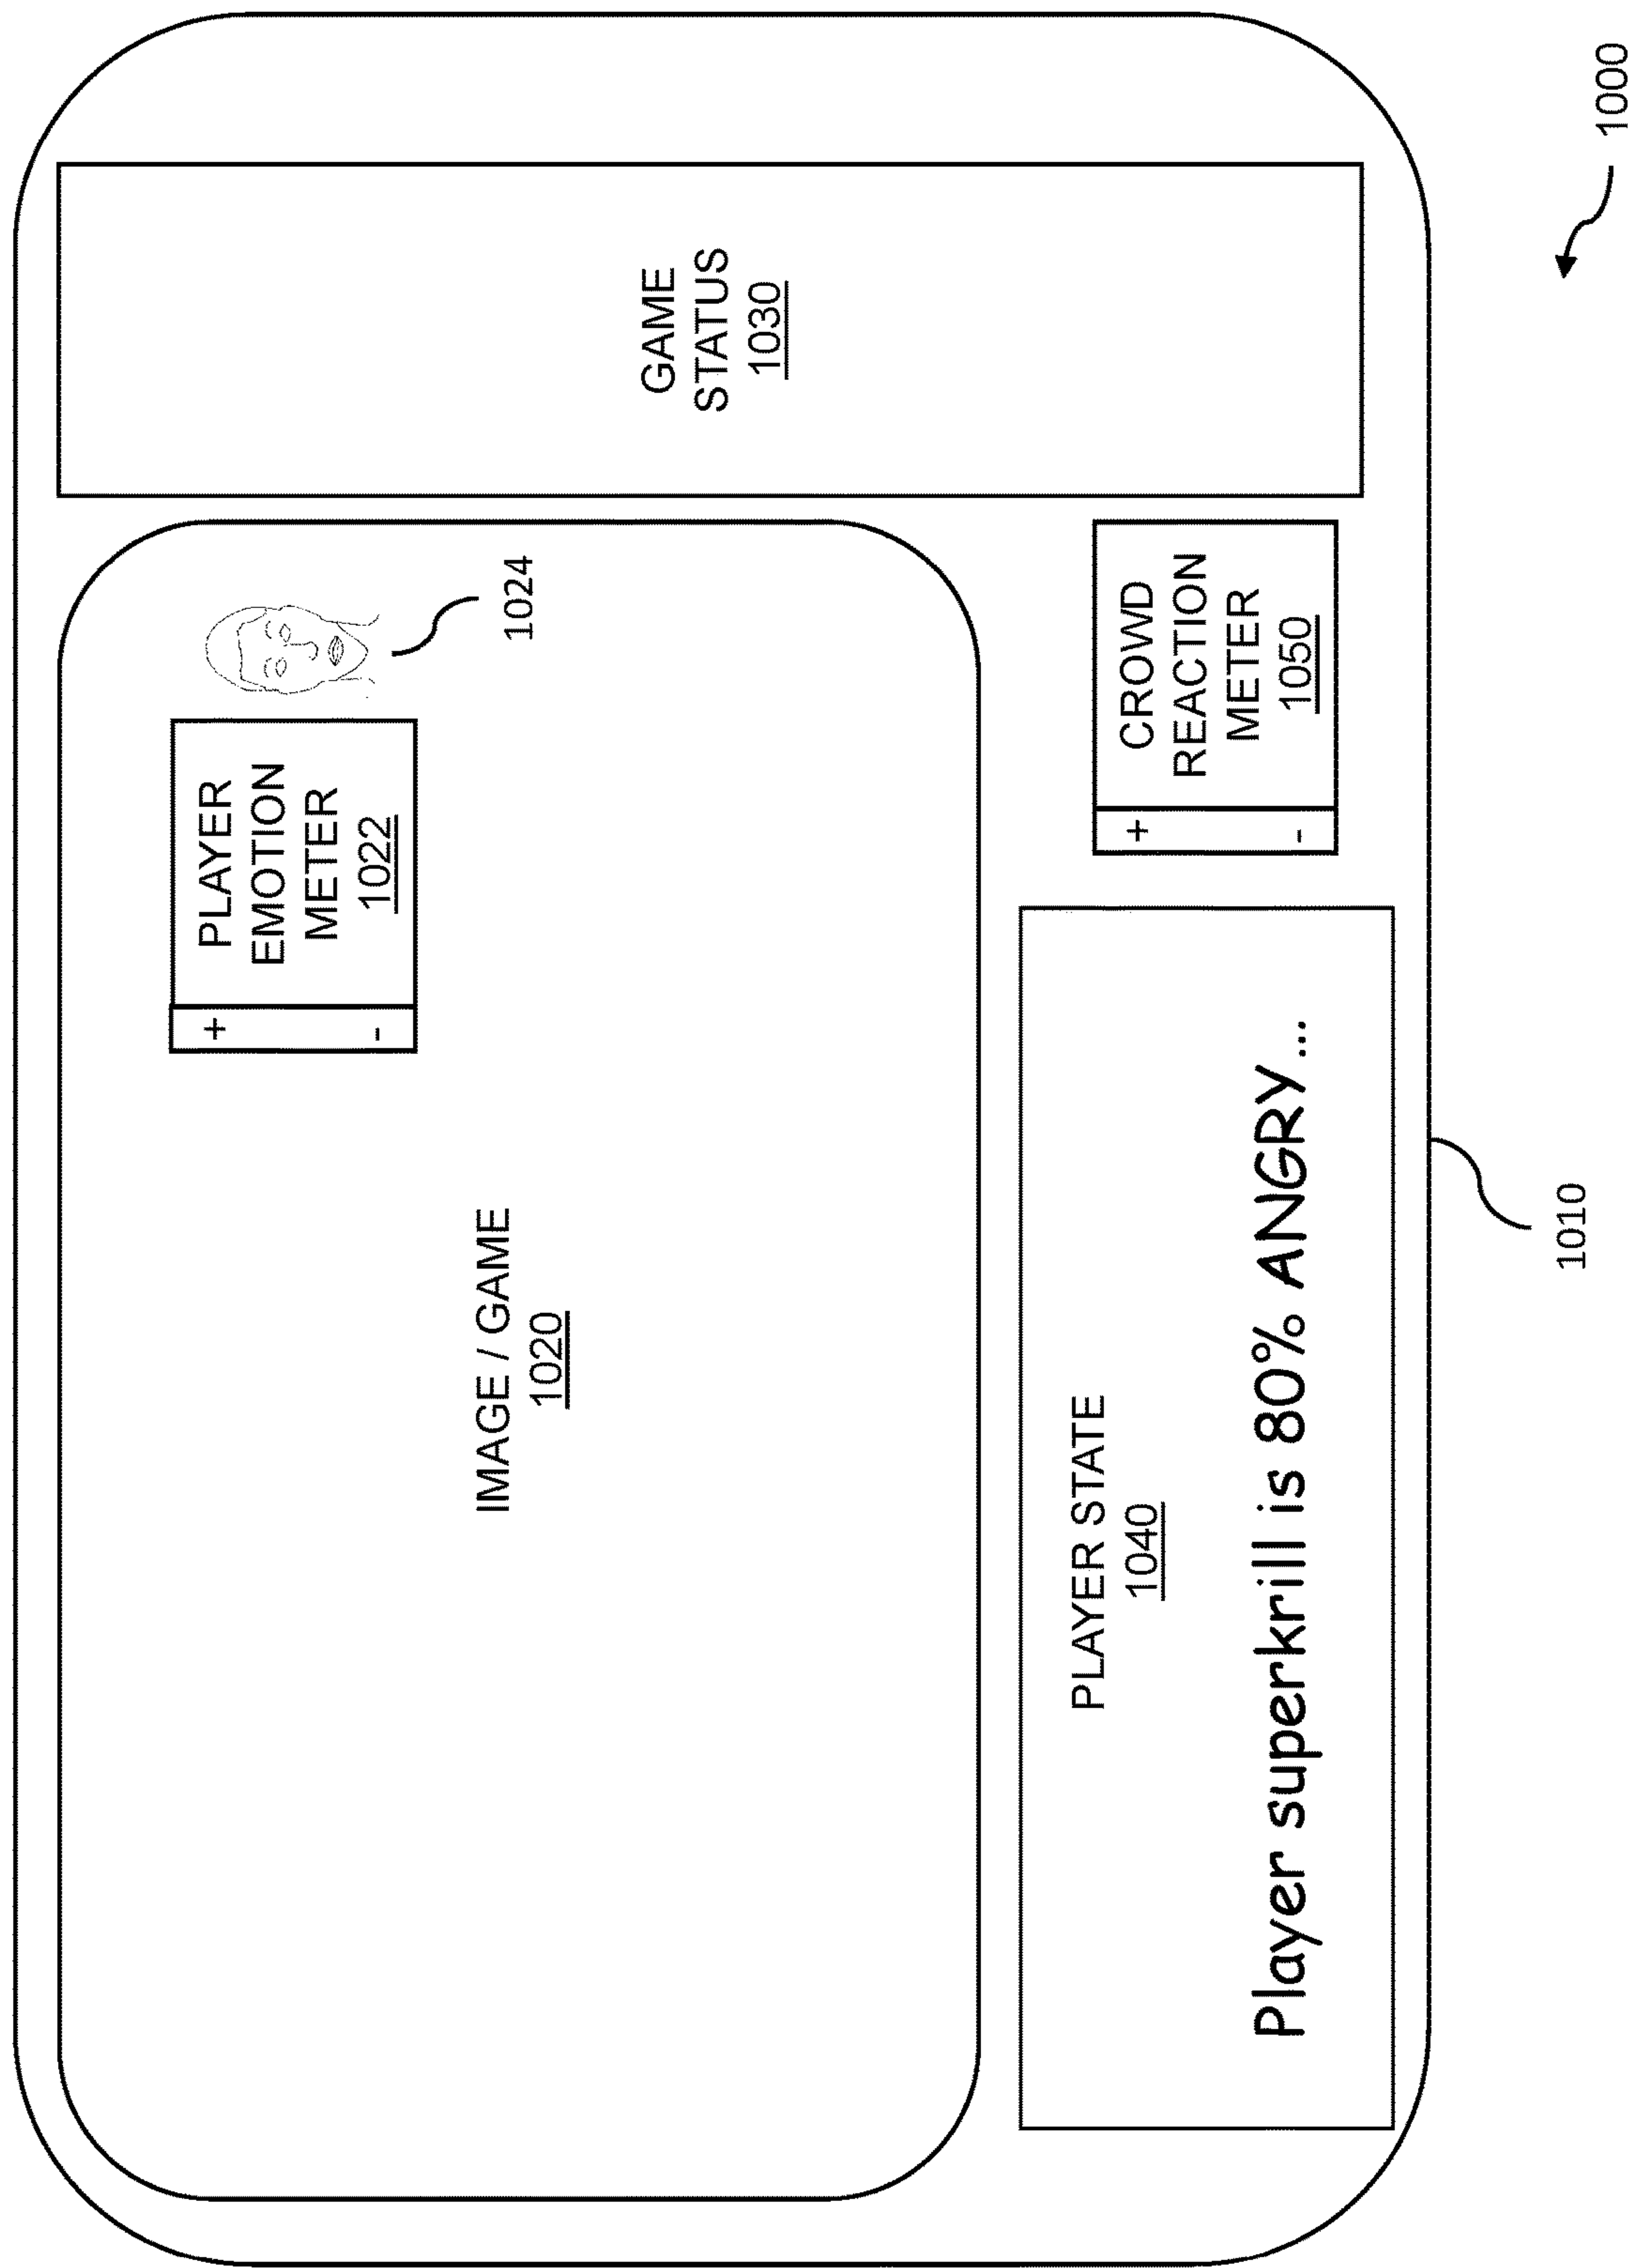 PLAYER
EMOTION
METER
1022
+
-
1024
IMAGE / GAME
1020
GAME
STATUS
1030
PLAYER STATE
1040
Player superkrill is 80% ANGRY...
+
-
CROWD
REACTION
METER
1050
1010
1000